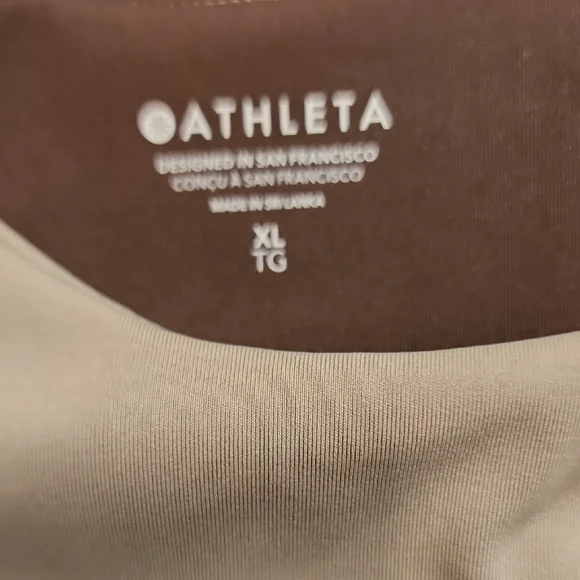 ATHLETA
DESIGNED IN SAN FRANCISCO
CONÇU À SAN FRANCISCO
MADE IN SRI LANKA
XL
TG